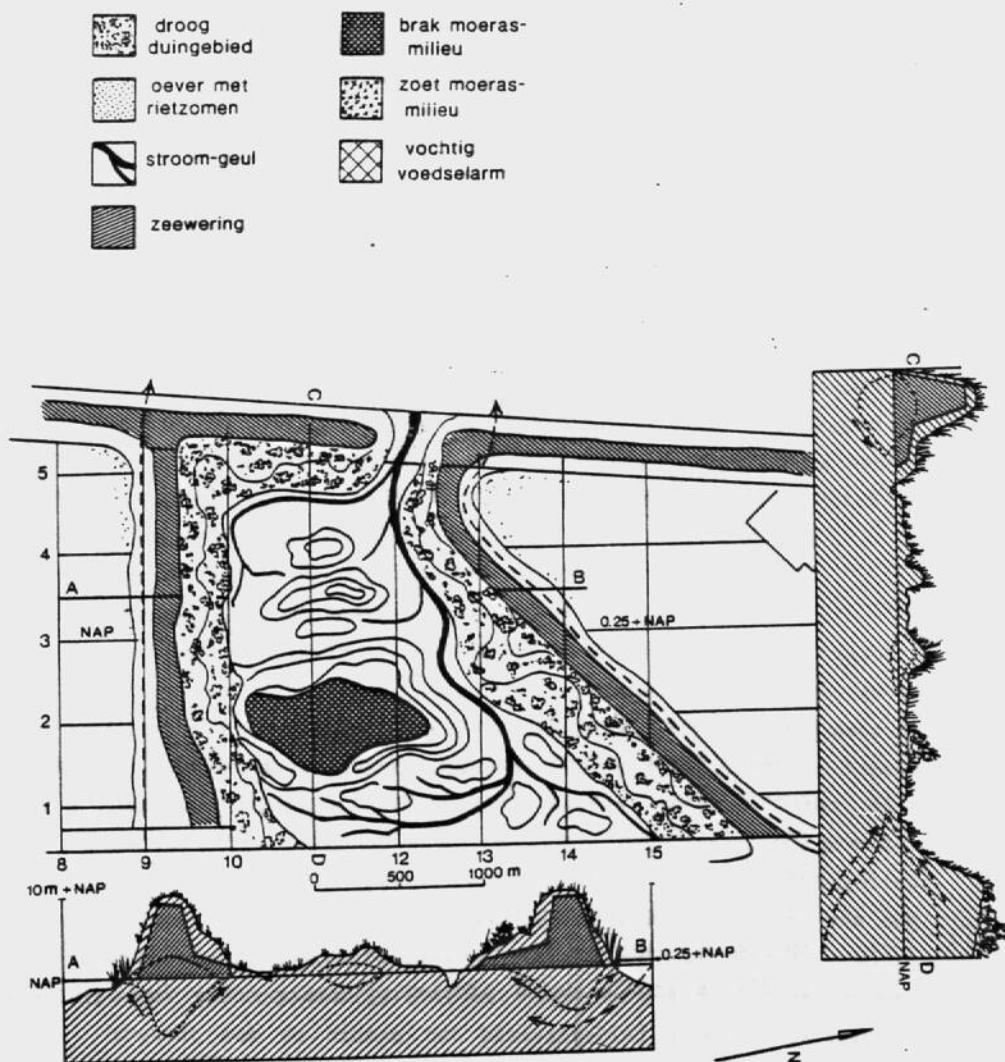 droog
duingebied
oever met
rietzomen
stroom-geul
zeewering
brak moeras-
milieu
zoet moeras-
milieu
vochtig
voedselarm
C
C
5
4
A
B
NAP
3
0.25+NAP
2
1
8 9 10 D 12 13 14 15
0 500 1000 m
10 m + NAP
A
B
NAP
0.25+NAP
D
NAP
N